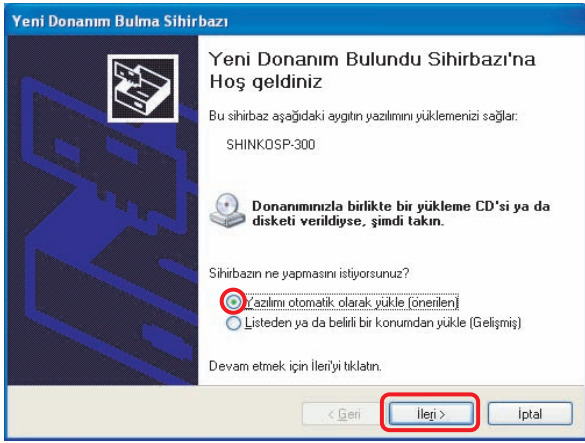 Yeni Donanım Bulma Sihirbazı
Yeni Donanım Bulundu Sihirbazı'na
Hoş geldiniz
Bu sihirbaz aşağıdaki aygıtın yazılımını yüklemenizi sağlar:
SHINKOSP-300
Donanımınızla birlikte bir yükleme CD'si ya da
disketi verildiyse, şimdi takın.
Sihirbazın ne yapmasını istiyorsunuz?
Yazılımı otomatik olarak yükle (önerilen)
Listeden ya da belirli bir konumdan yükle (Gelişmiş)
Devam etmek için İleri'yi tıklatın.
< Geri İleri > İptal